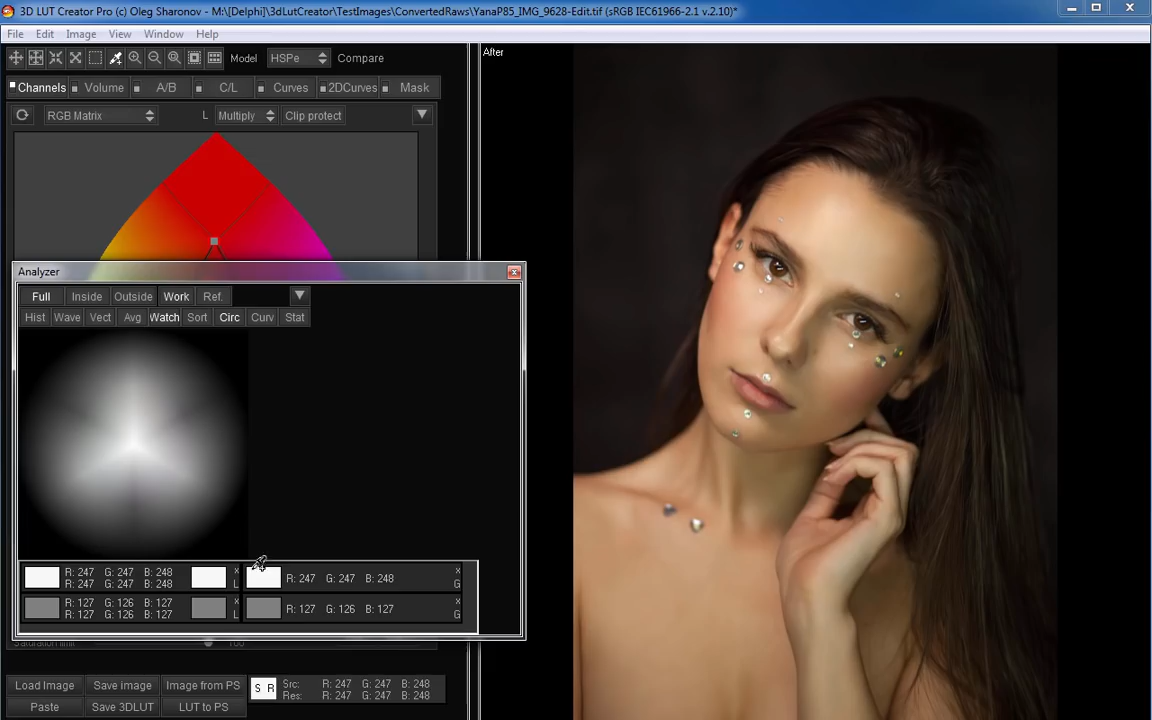 3D LUT Creator Pro (c) Oleg Sharonov - M:\[Delphi]\3dLutCreator\TestImages\ConvertedRaws\YanaP85_IMG_9628-Edit.tif (sRGB IEC61966-2.1 v.2.10)*
File Edit Image View Window Help
After
Model HSPe Compare
Channels Volume A/B C/L Curves 2DCurves Mask
RGB Matrix L Multiply Clip protect
Analyzer
Full Inside Outside Work Ref.
Hist Wave Vect Avg Watch Sort Circ Curv Stat
R: 247 G: 247 B: 248 X
R: 247 G: 247 B: 248 L
R: 247 G: 247 B: 248 X G
R: 127 G: 126 B: 127 X
R: 127 G: 126 B: 127 L
R: 127 G: 126 B: 127 X G
Saturation limit 100
Load Image Save image Image from PS
Paste Save 3DLUT LUT to PS
S R
Src: R: 247 G: 247 B: 248
Res: R: 247 G: 247 B: 248